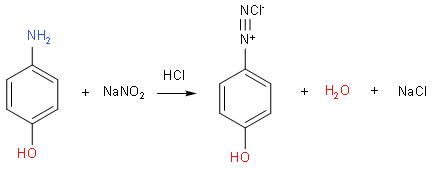 NCl⁻
NH₂ N⁺
HCl
+ NaNO₂ + H₂O + NaCl
HO HO